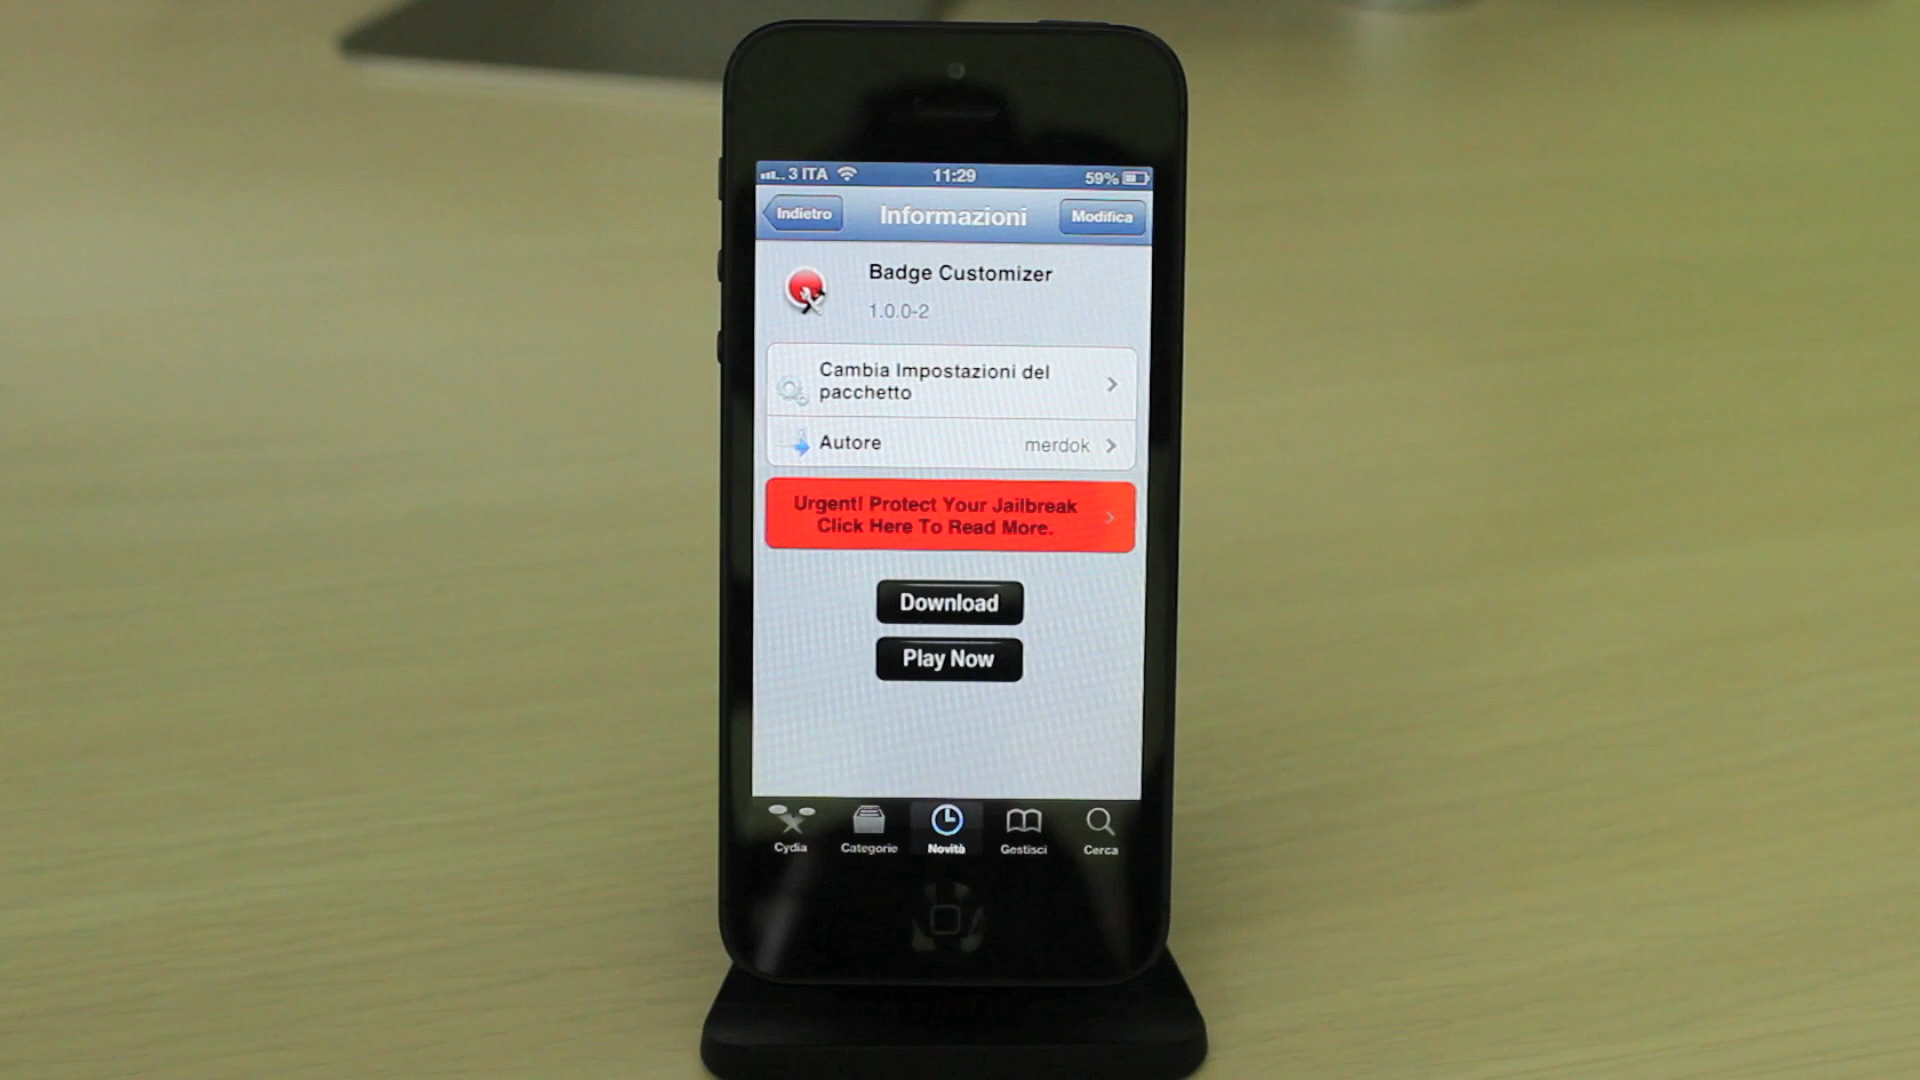 3 ITA 11:29 59%
Indietro Informazioni Modifica
Badge Customizer
1.0.0-2
Cambia Impostazioni del
pacchetto
Autore merdok
Urgent! Protect Your Jailbreak
Click Here To Read More.
Download
Play Now
Cydia Categorie Novità Gestisci Cerca